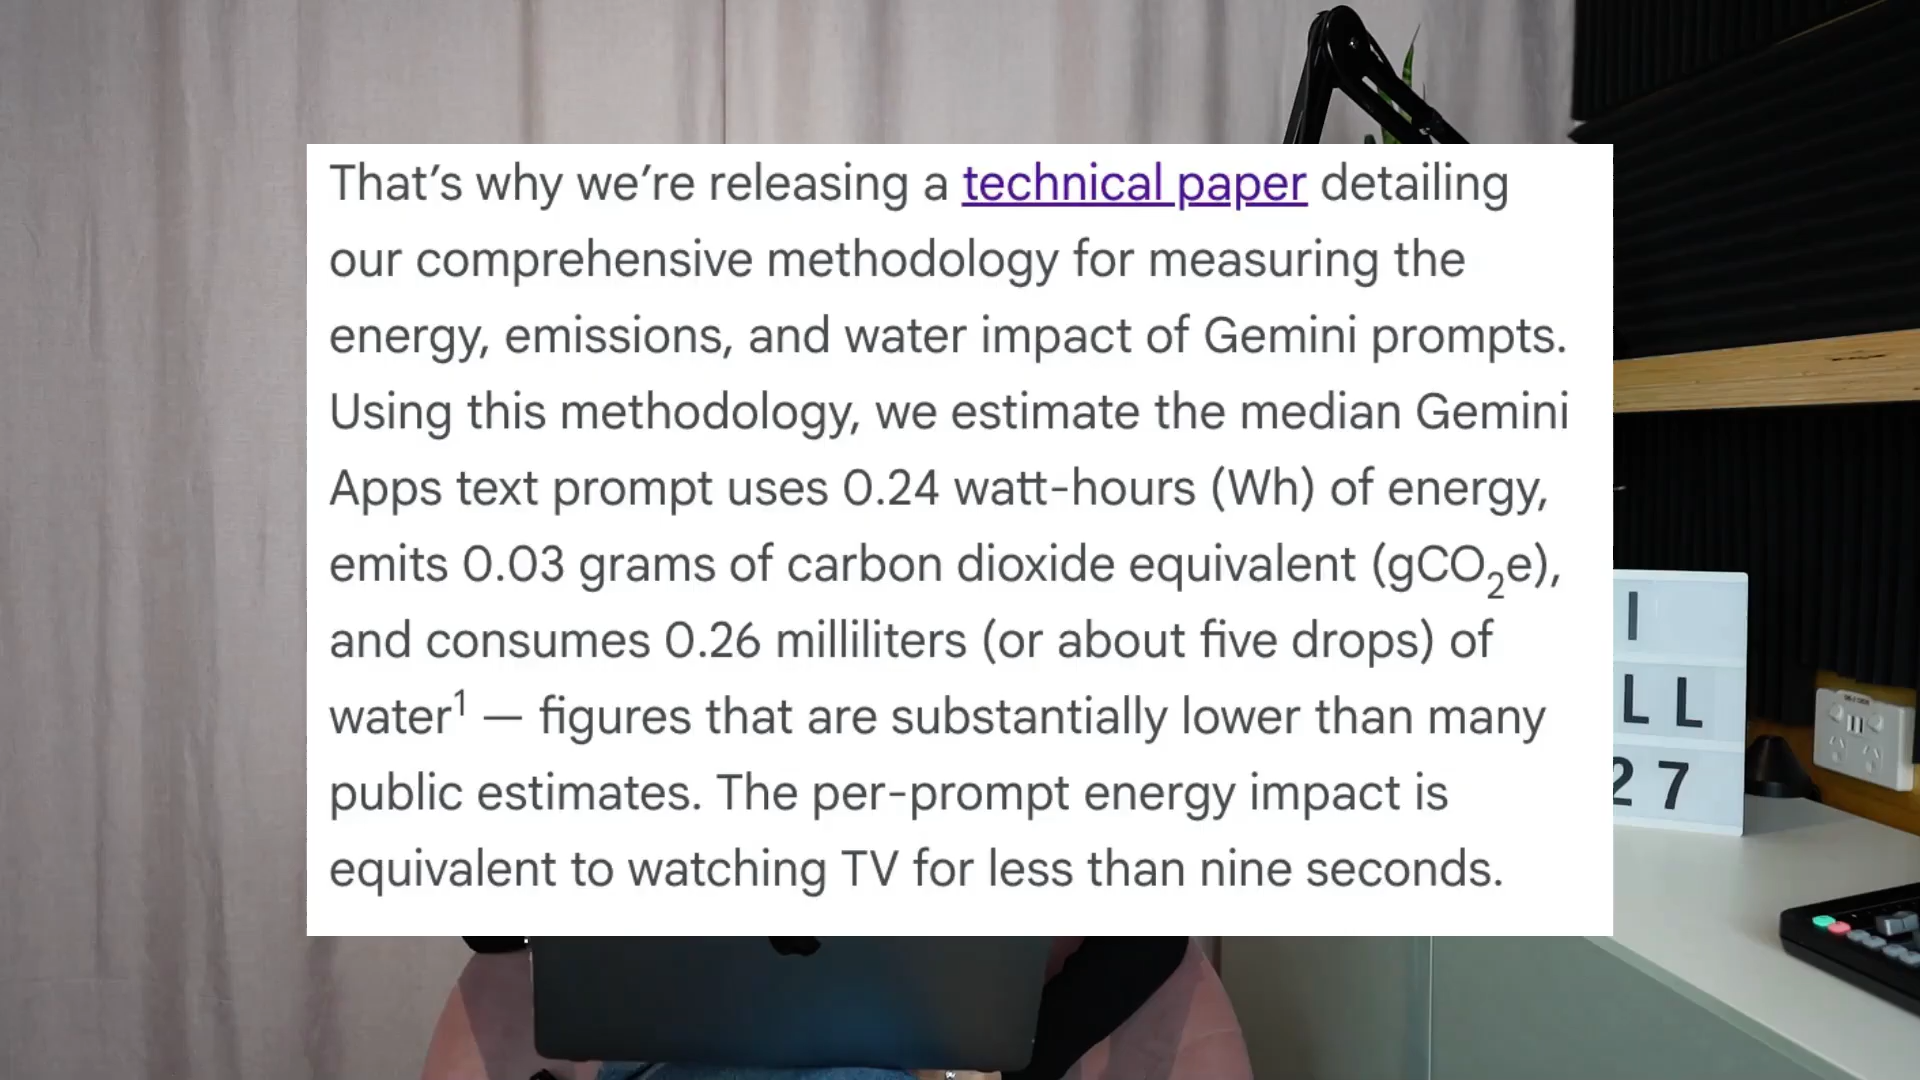 That’s why we’re releasing a technical paper detailing
our comprehensive methodology for measuring the
energy, emissions, and water impact of Gemini prompts.
Using this methodology, we estimate the median Gemini
Apps text prompt uses 0.24 watt-hours (Wh) of energy,
emits 0.03 grams of carbon dioxide equivalent (gCO₂e),
and consumes 0.26 milliliters (or about five drops) of
water¹ — figures that are substantially lower than many
public estimates. The per-prompt energy impact is
equivalent to watching TV for less than nine seconds.
I
LL
27